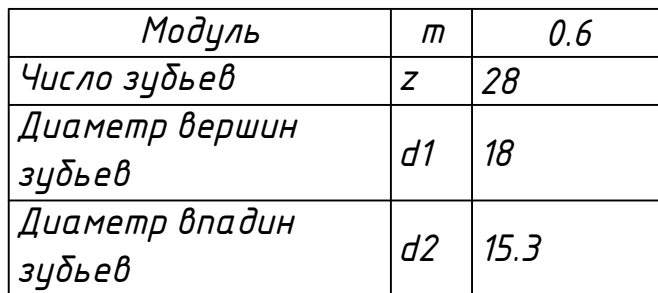 Модуль m 0.6
Число зубьев z 28
Диаметр вершин
зубьев d1 18
Диаметр впадин
зубьев d2 15.3